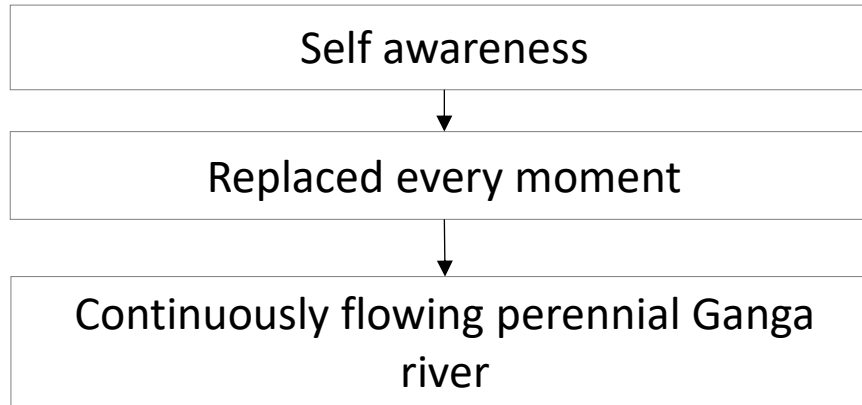 Self awareness
Replaced every moment
Continuously flowing perennial Ganga
river